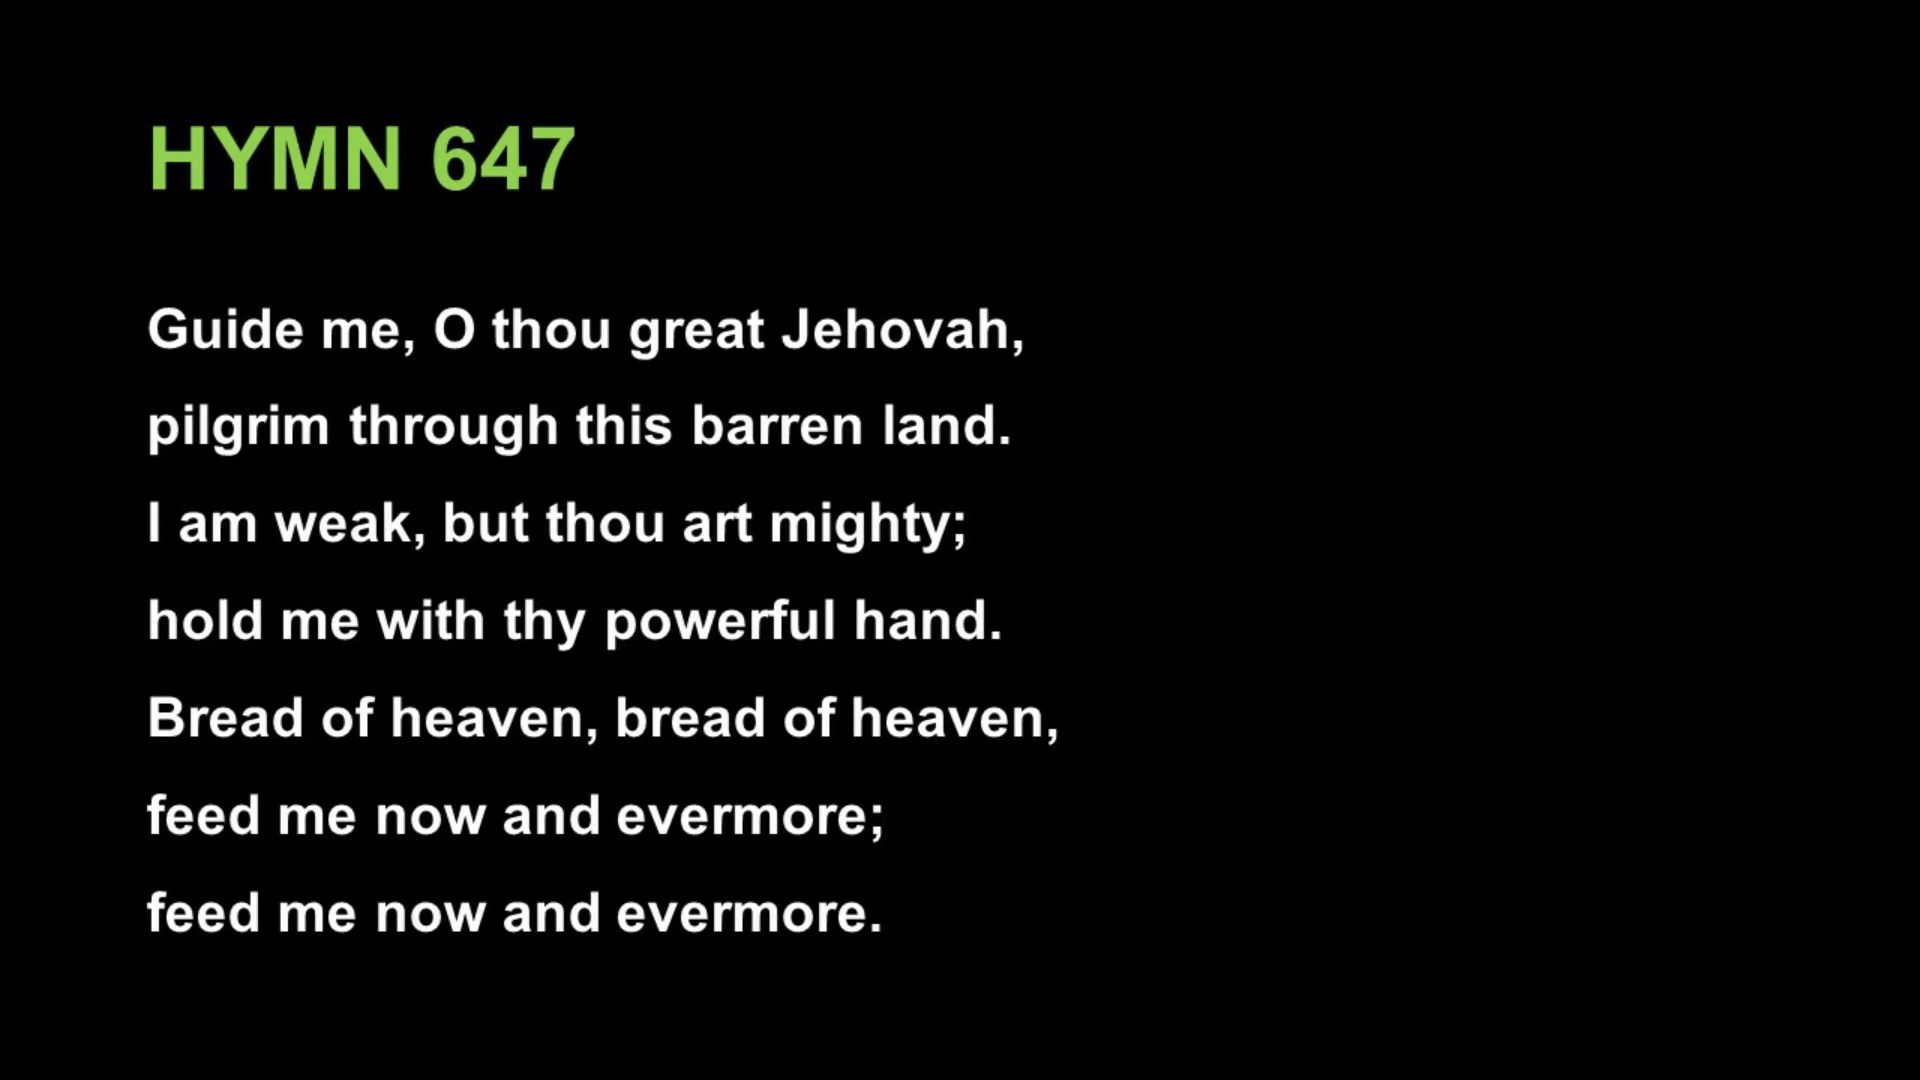 HYMN 647
Guide me, O thou great Jehovah,
pilgrim through this barren land.
I am weak, but thou art mighty;
hold me with thy powerful hand.
Bread of heaven, bread of heaven,
feed me now and evermore;
feed me now and evermore.